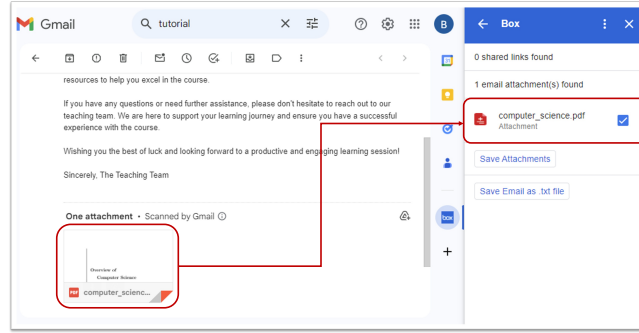 Gmail
tutorial
B
resources to help you excel in the course.
If you have any questions or need further assistance, please don't hesitate to reach out to our
teaching team. We are here to support your learning journey and ensure you have a successful
experience with the course.
Wishing you the best of luck and looking forward to a productive and engaging learning session!
Sincerely, The Teaching Team
One attachment • Scanned by Gmail
Overview of
Computer Science
PDF computer_scienc...
box
Box
0 shared links found
1 email attachment(s) found
computer_science.pdf
Attachment
Save Attachments
Save Email as .txt file